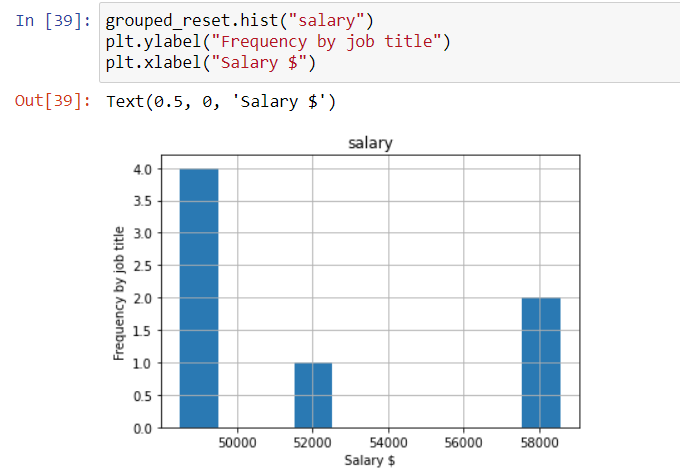 In [39]: grouped_reset.hist("salary")
plt.ylabel("Frequency by job title")
plt.xlabel("Salary $")
Out[39]: Text(0.5, 0, 'Salary $')
salary
4.0
3.5
3.0
2.5
2.0
1.5
1.0
0.5
0.0
Frequency by job title
50000 52000 54000 56000 58000
Salary $